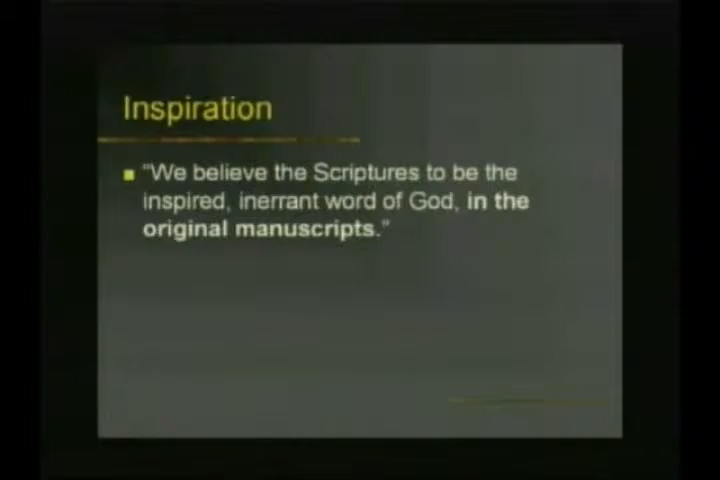 Inspiration
"We believe the Scriptures to be the
inspired, inerrant word of God, in the
original manuscripts."